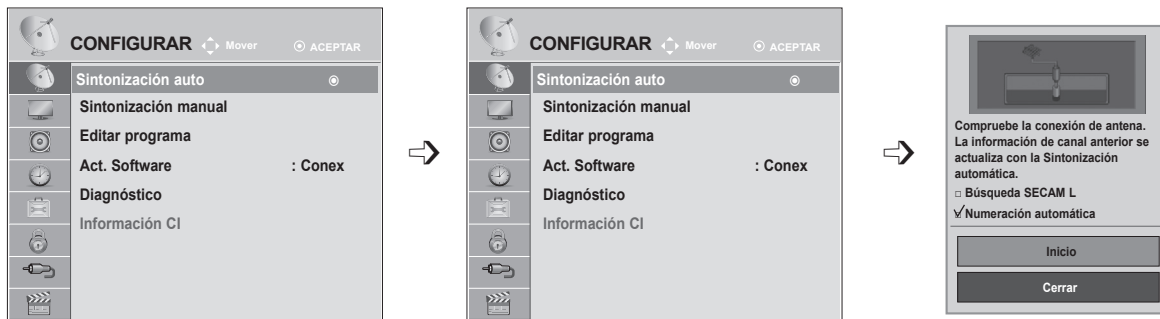 CONFIGURAR Mover ACEPTAR
Sintonización auto
Sintonización manual
Editar programa
Act. Software : Conex
Diagnóstico
Información CI
CONFIGURAR Mover ACEPTAR
Sintonización auto
Sintonización manual
Editar programa
Act. Software : Conex
Diagnóstico
Información CI
Compruebe la conexión de antena.
La información de canal anterior se
actualiza con la Sintonización
automática.
Búsqueda SECAM L
Numeración automática
Inicio
Cerrar